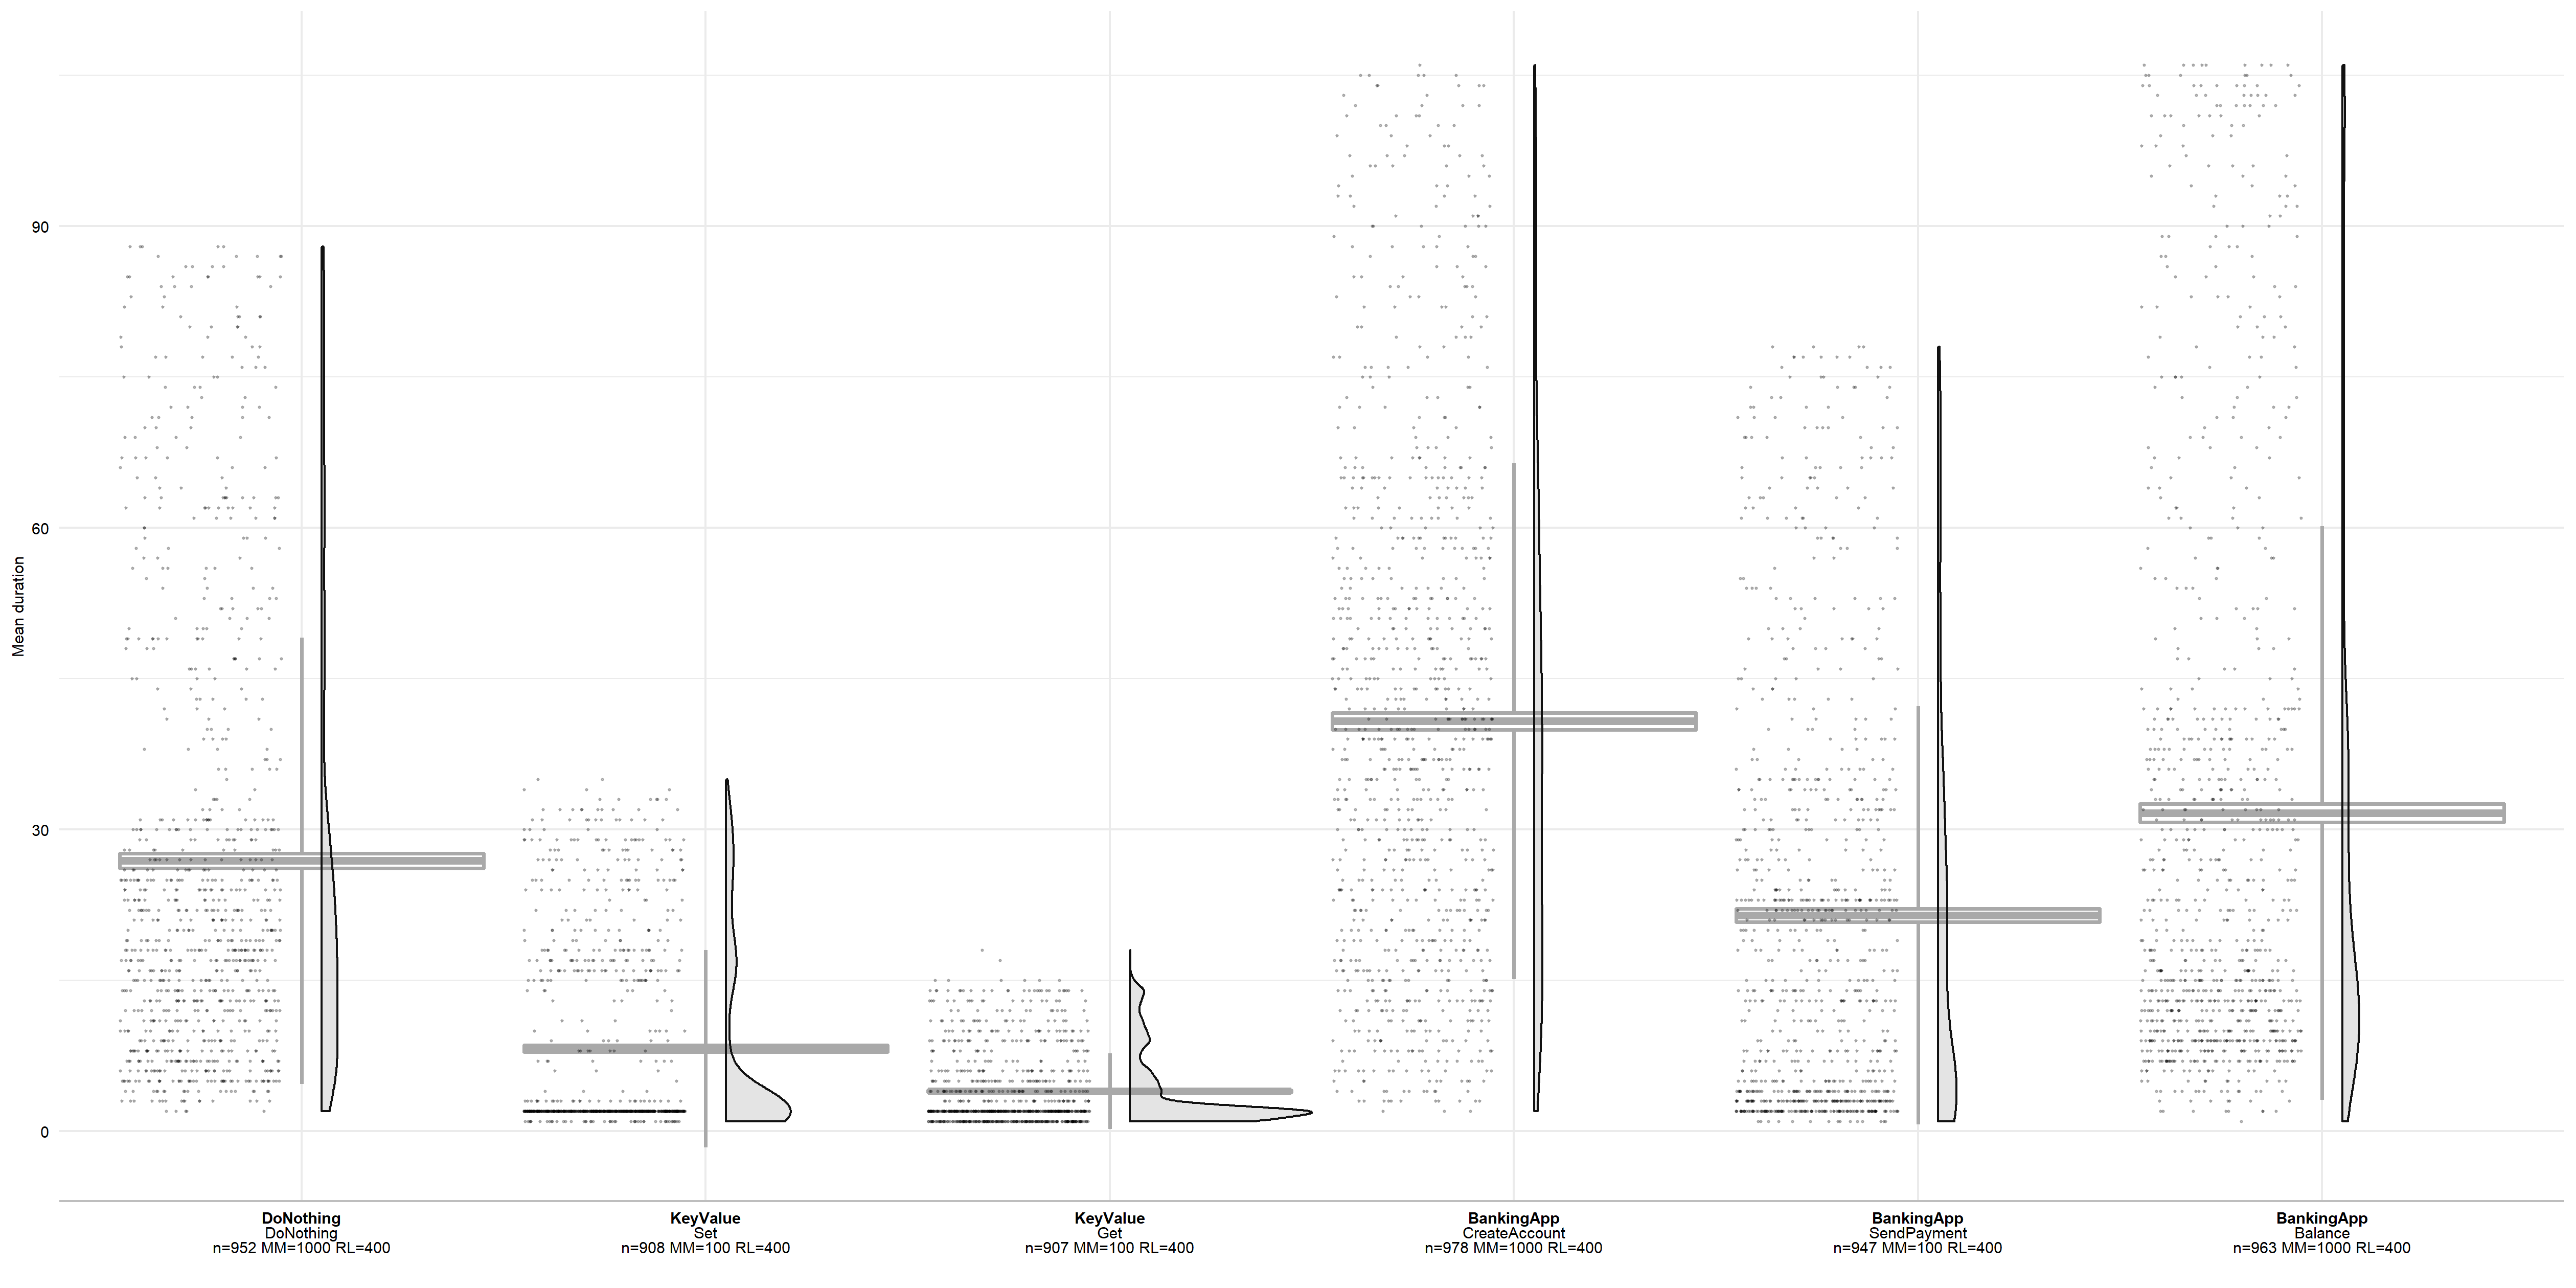 Mean duration
90
60
30
0
DoNothing
DoNothing
n=952 MM=1000 RL=400
KeyValue
Set
n=908 MM=100 RL=400
KeyValue
Get
n=907 MM=100 RL=400
BankingApp
CreateAccount
n=978 MM=1000 RL=400
BankingApp
SendPayment
n=947 MM=100 RL=400
BankingApp
Balance
n=963 MM=1000 RL=400